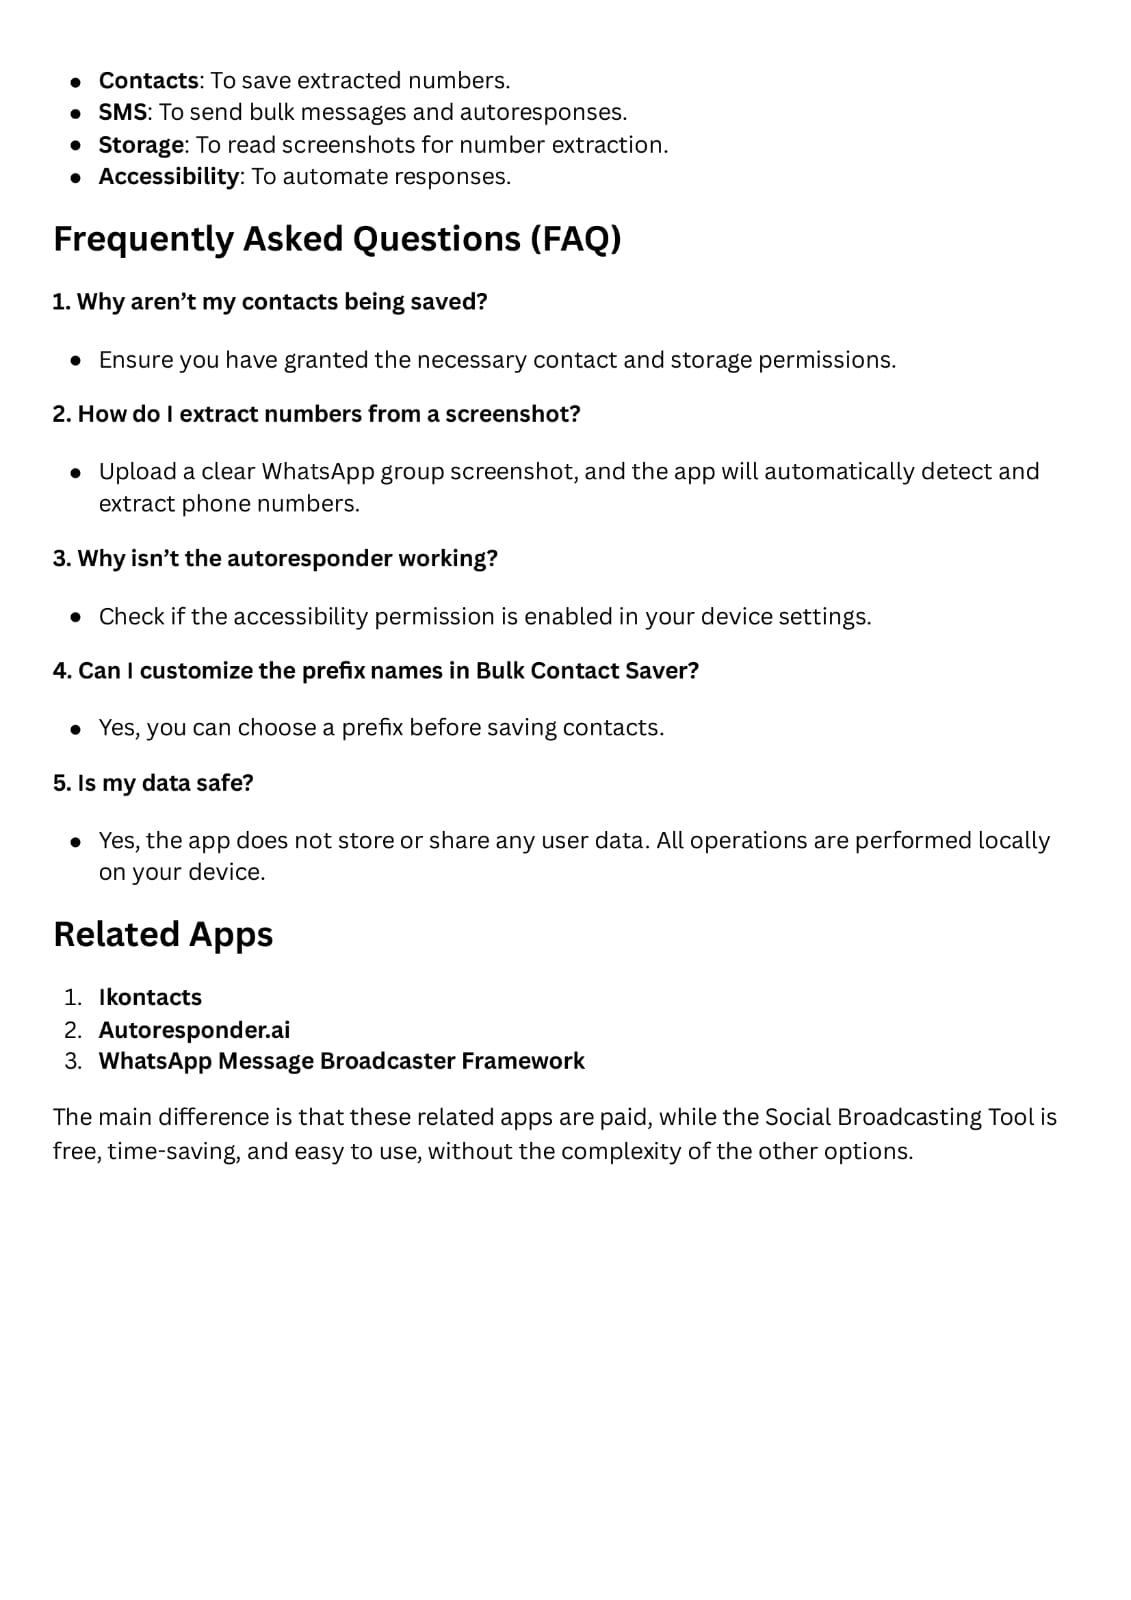 ● Contacts: To save extracted numbers.
● SMS: To send bulk messages and autoresponses.
● Storage: To read screenshots for number extraction.
● Accessibility: To automate responses.
Frequently Asked Questions (FAQ)
1. Why aren’t my contacts being saved?
● Ensure you have granted the necessary contact and storage permissions.
2. How do I extract numbers from a screenshot?
● Upload a clear WhatsApp group screenshot, and the app will automatically detect and
extract phone numbers.
3. Why isn’t the autoresponder working?
● Check if the accessibility permission is enabled in your device settings.
4. Can I customize the prefix names in Bulk Contact Saver?
● Yes, you can choose a prefix before saving contacts.
5. Is my data safe?
● Yes, the app does not store or share any user data. All operations are performed locally
on your device.
Related Apps
1. Ikontacts
2. Autoresponder.ai
3. WhatsApp Message Broadcaster Framework
The main difference is that these related apps are paid, while the Social Broadcasting Tool is
free, time-saving, and easy to use, without the complexity of the other options.